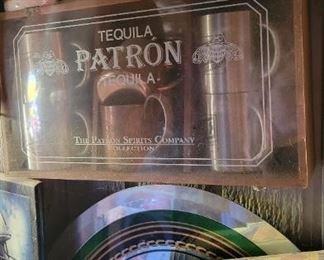 TEQUILA
PATRÓN
TEQUILA
THE PATRÓN SPIRITS COMPANY
COLLECTION